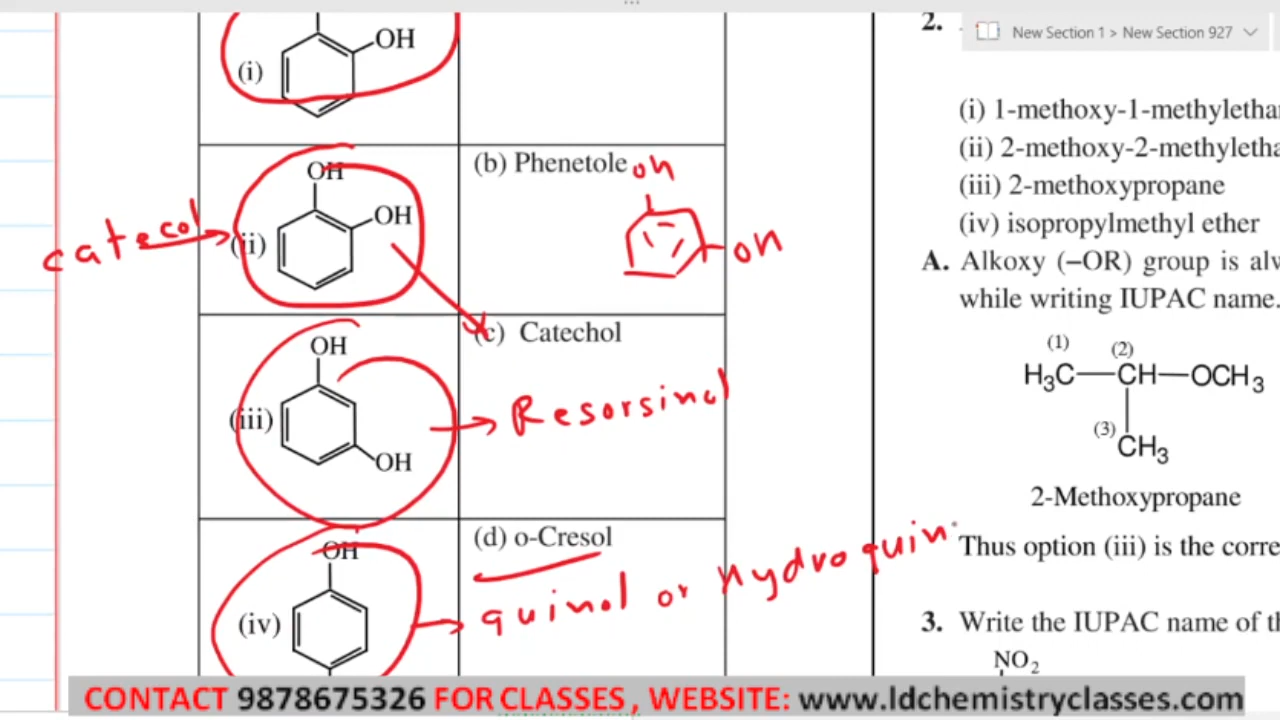 2.
New Section 1 > New Section 927
OH
(i)
OH
OH
(ii)
catecol
(b) Phenetole
oh
on
OH
(iii)
OH
(c) Catechol
Resorsinol
OH
(iv)
(d) o-Cresol
quinol or hydroquin
(i) 1-methoxy-1-methyletha
(ii) 2-methoxy-2-methyletha
(iii) 2-methoxypropane
(iv) isopropylmethyl ether
A. Alkoxy (–OR) group is alw
while writing IUPAC name.
(1) (2)
H3C—CH—OCH3
(3)
CH3
2-Methoxypropane
Thus option (iii) is the corre
3. Write the IUPAC name of th
NO2
CONTACT 9878675326 FOR CLASSES , WEBSITE: www.ldchemistryclasses.com